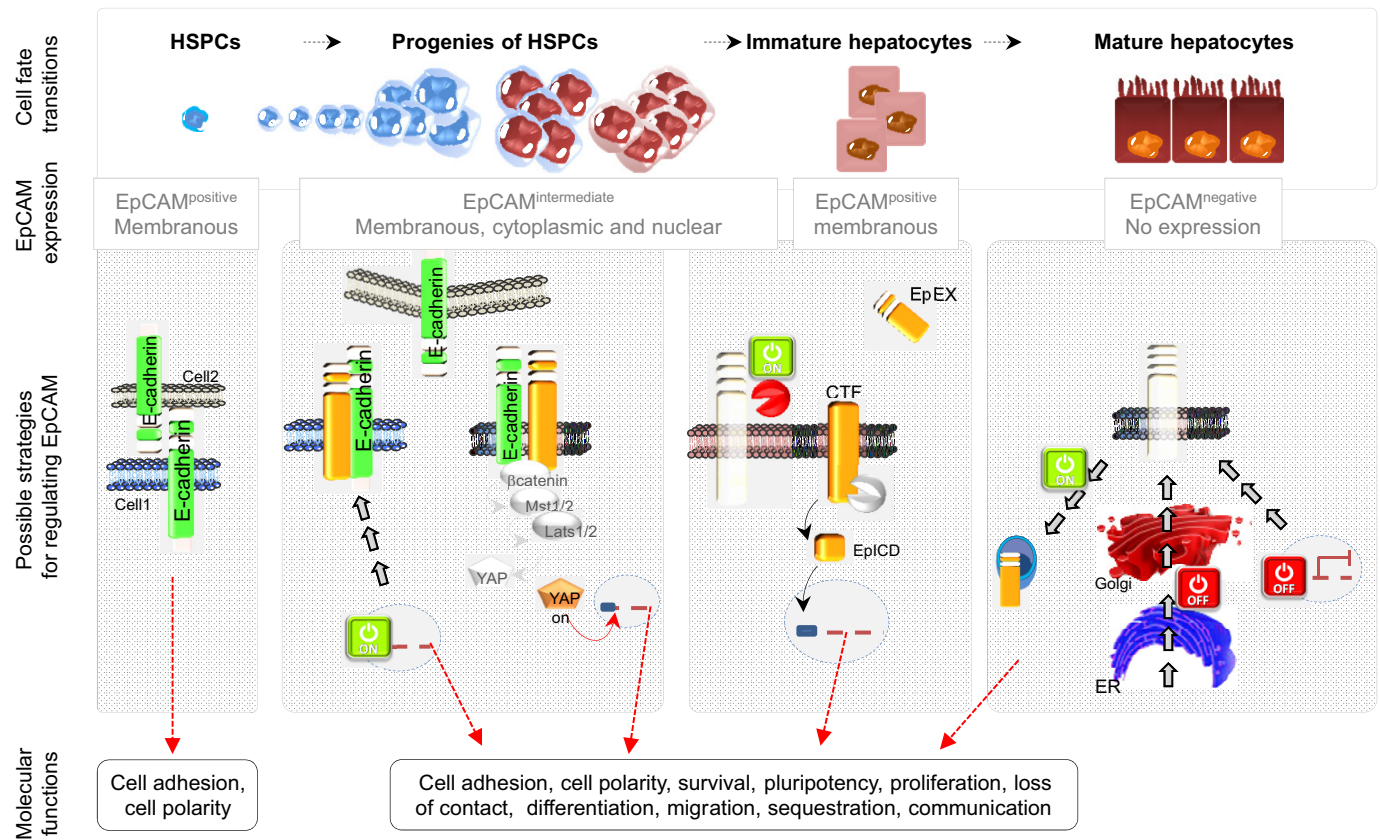 Cell fate
transitions
HSPCs
Progenies of HSPCs
Immature hepatocytes
Mature hepatocytes
EpCAM
expression
EpCAMpositive
Membranous
EpCAMintermediate
Membranous, cytoplasmic and nuclear
EpCAMpositive
membranous
EpCAMnegative
No expression
Possible strategies
for regulating EpCAM
E-cadherin
Cell2
E-cadherin
Cell1
E-cadherin
E-cadherin
E-cadherin
βcatenin
Mst1/2
Lats1/2
YAP
YAP
on
ON
EpEX
ON
CTF
EpICD
ON
Golgi
OFF
OFF
ER
Molecular
functions
Cell adhesion,
cell polarity
Cell adhesion, cell polarity, survival, pluripotency, proliferation, loss
of contact, differentiation, migration, sequestration, communication